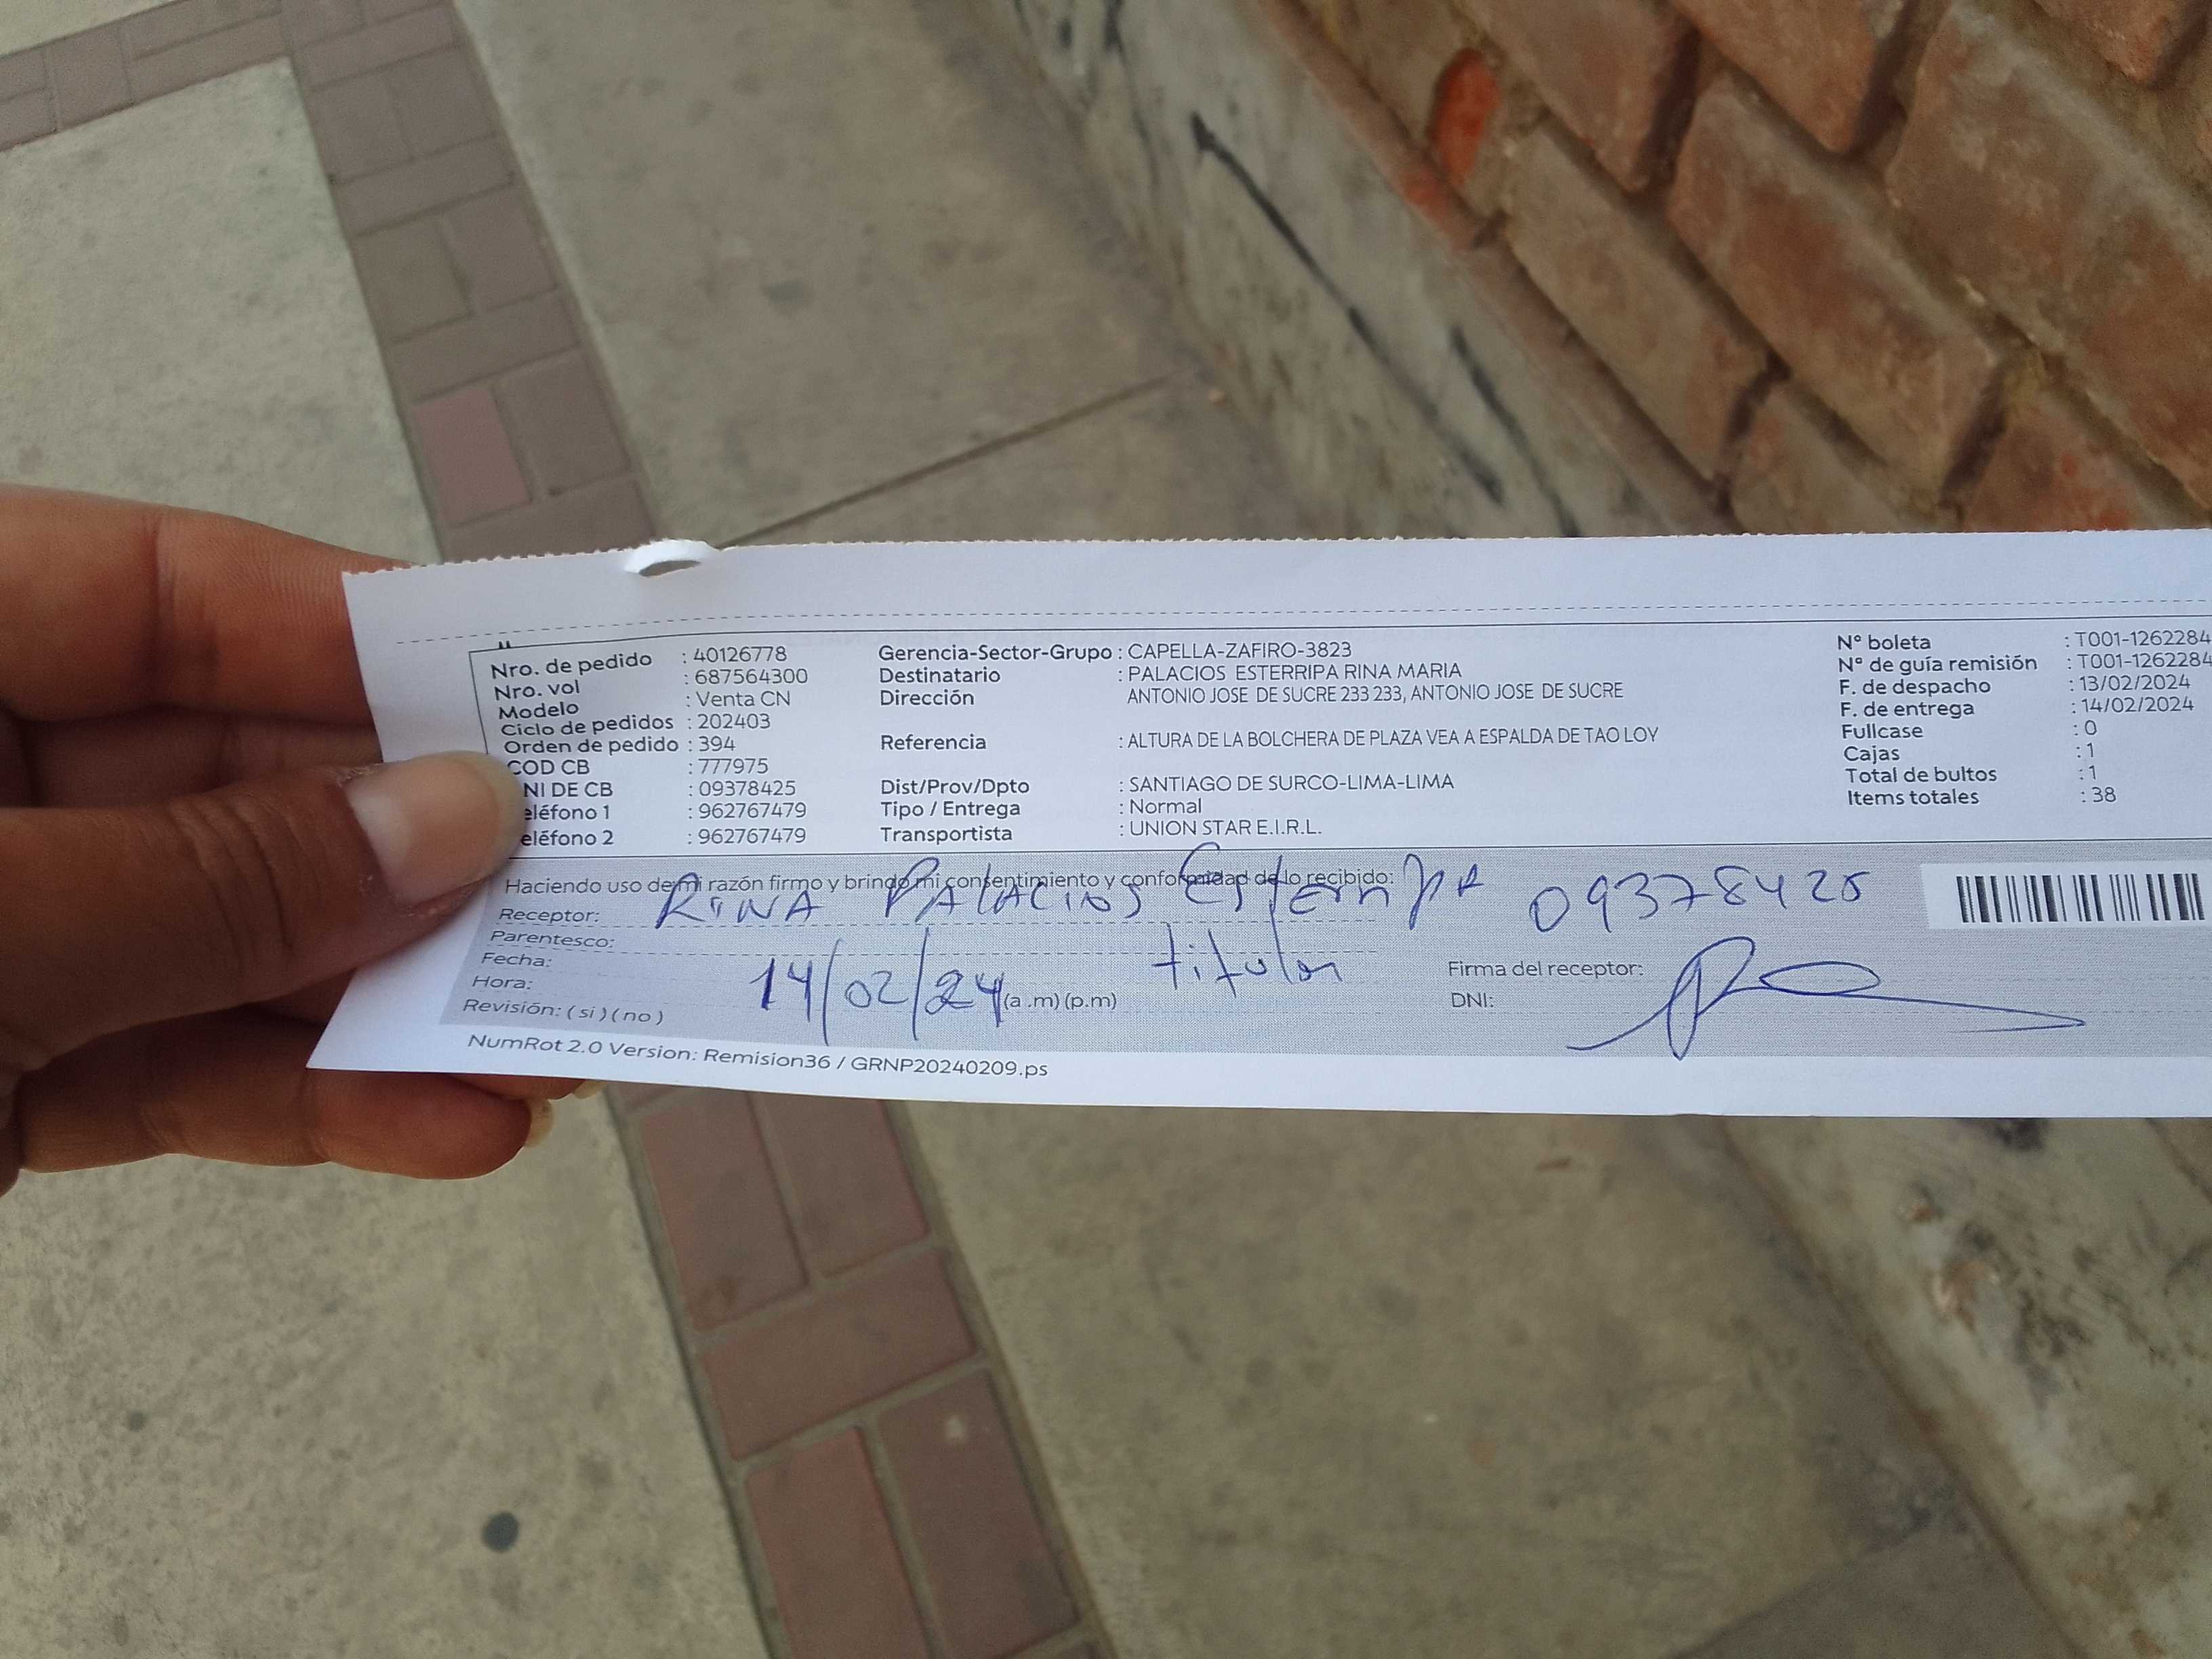 Nro. de pedido : 40126778 Gerencia-Sector-Grupo : CAPELLA-ZAFIRO-3823 Nº boleta : T001-1262284
Nro. vol : 687564300 Destinatario : PALACIOS ESTERRIPA RINA MARIA Nº de guía remisión : T001-1262284
Modelo : Venta CN Dirección ANTONIO JOSE DE SUCRE 233 233, ANTONIO JOSE DE SUCRE F. de despacho : 13/02/2024
Ciclo de pedidos : 202403 F. de entrega : 14/02/2024
Orden de pedido : 394 Referencia : ALTURA DE LA BOLCHERA DE PLAZA VEA A ESPALDA DE TAO LOY Fullcase : 0
COD CB : 777975 Cajas : 1
NI DE CB : 09378425 Dist/Prov/Dpto : SANTIAGO DE SURCO-LIMA-LIMA Total de bultos : 1
eléfono 1 : 962767479 Tipo / Entrega : Normal Items totales : 38
eléfono 2 : 962767479 Transportista : UNION STAR E.I.R.L.
Haciendo uso de mi razón firmo y brindo mi consentimiento y conformidad de lo recibido:
Receptor: RINA PALACIOS Esterripa 09378425
Parentesco: titular
Fecha: 14/02/24
Hora: (a .m) (p.m)
Firma del receptor:
DNI:
Revisión: ( si ) ( no )
NumRot 2.0 Version: Remision36 / GRNP20240209.ps